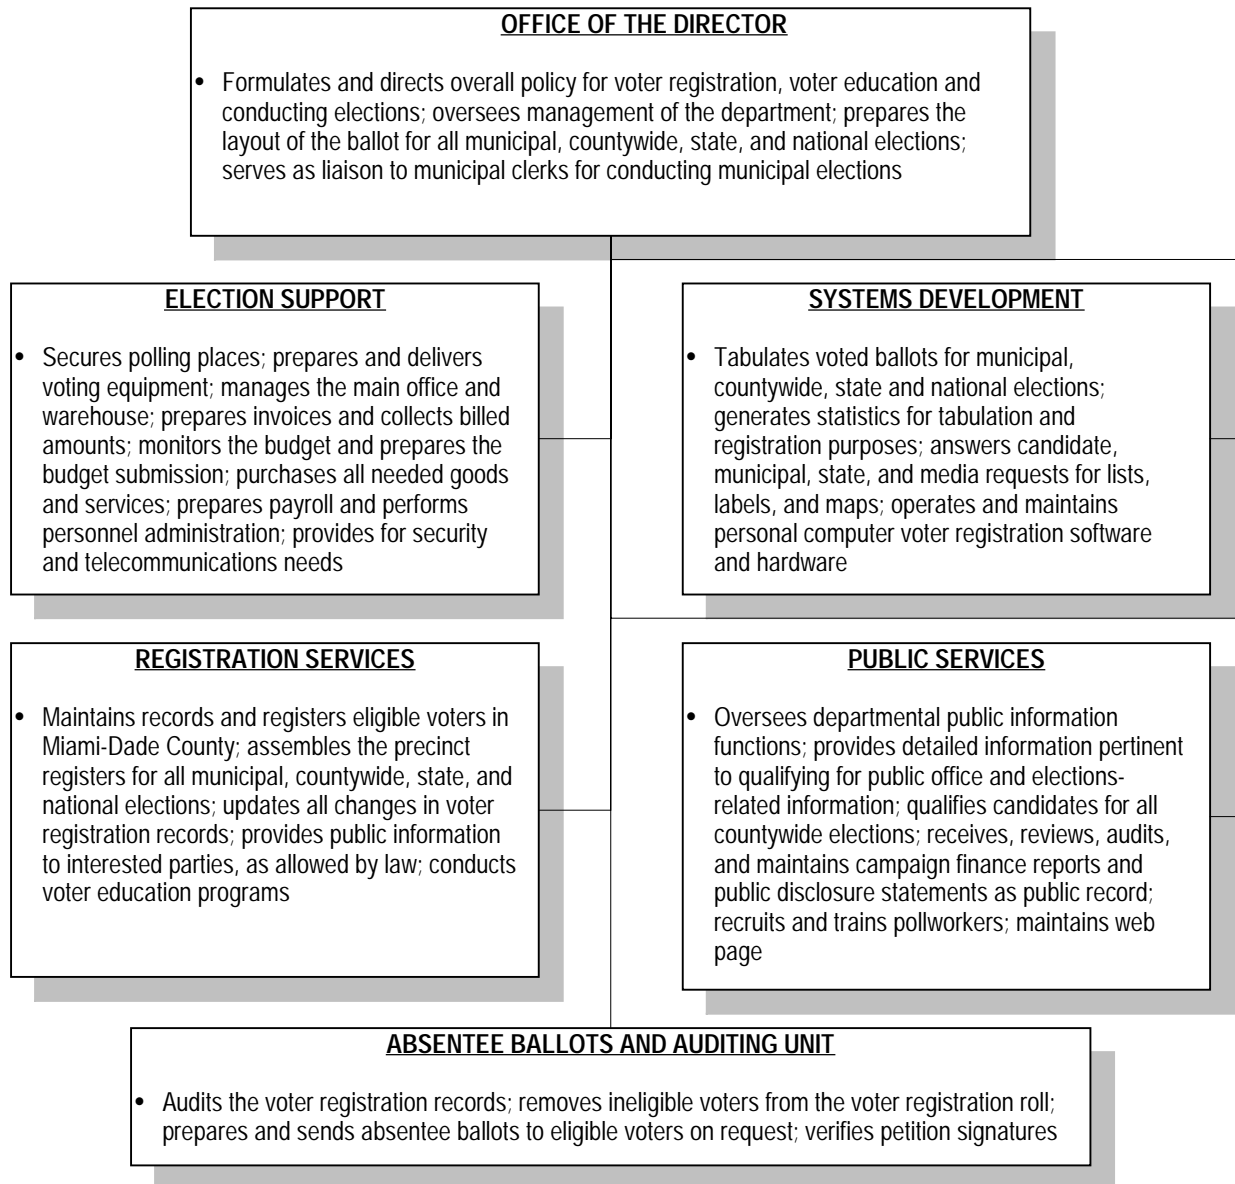 OFFICE OF THE DIRECTOR
• Formulates and directs overall policy for voter registration, voter education and
conducting elections; oversees management of the department; prepares the
layout of the ballot for all municipal, countywide, state, and national elections;
serves as liaison to municipal clerks for conducting municipal elections
ELECTION SUPPORT
• Secures polling places; prepares and delivers
voting equipment; manages the main office and
warehouse; prepares invoices and collects billed
amounts; monitors the budget and prepares the
budget submission; purchases all needed goods
and services; prepares payroll and performs
personnel administration; provides for security
and telecommunications needs
SYSTEMS DEVELOPMENT
• Tabulates voted ballots for municipal,
countywide, state and national elections;
generates statistics for tabulation and
registration purposes; answers candidate,
municipal, state, and media requests for lists,
labels, and maps; operates and maintains
personal computer voter registration software
and hardware
REGISTRATION SERVICES
• Maintains records and registers eligible voters in
Miami-Dade County; assembles the precinct
registers for all municipal, countywide, state, and
national elections; updates all changes in voter
registration records; provides public information
to interested parties, as allowed by law; conducts
voter education programs
PUBLIC SERVICES
• Oversees departmental public information
functions; provides detailed information pertinent
to qualifying for public office and elections-
related information; qualifies candidates for all
countywide elections; receives, reviews, audits,
and maintains campaign finance reports and
public disclosure statements as public record;
recruits and trains pollworkers; maintains web
page
ABSENTEE BALLOTS AND AUDITING UNIT
• Audits the voter registration records; removes ineligible voters from the voter registration roll;
prepares and sends absentee ballots to eligible voters on request; verifies petition signatures